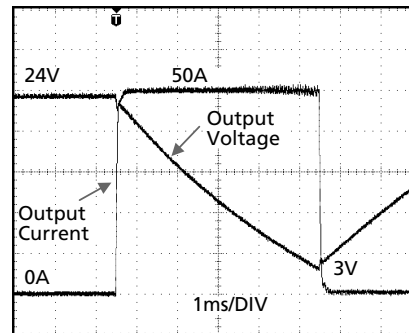 T
24V
50A
Output
Voltage
Output
Current
0A
3V
1ms/DIV